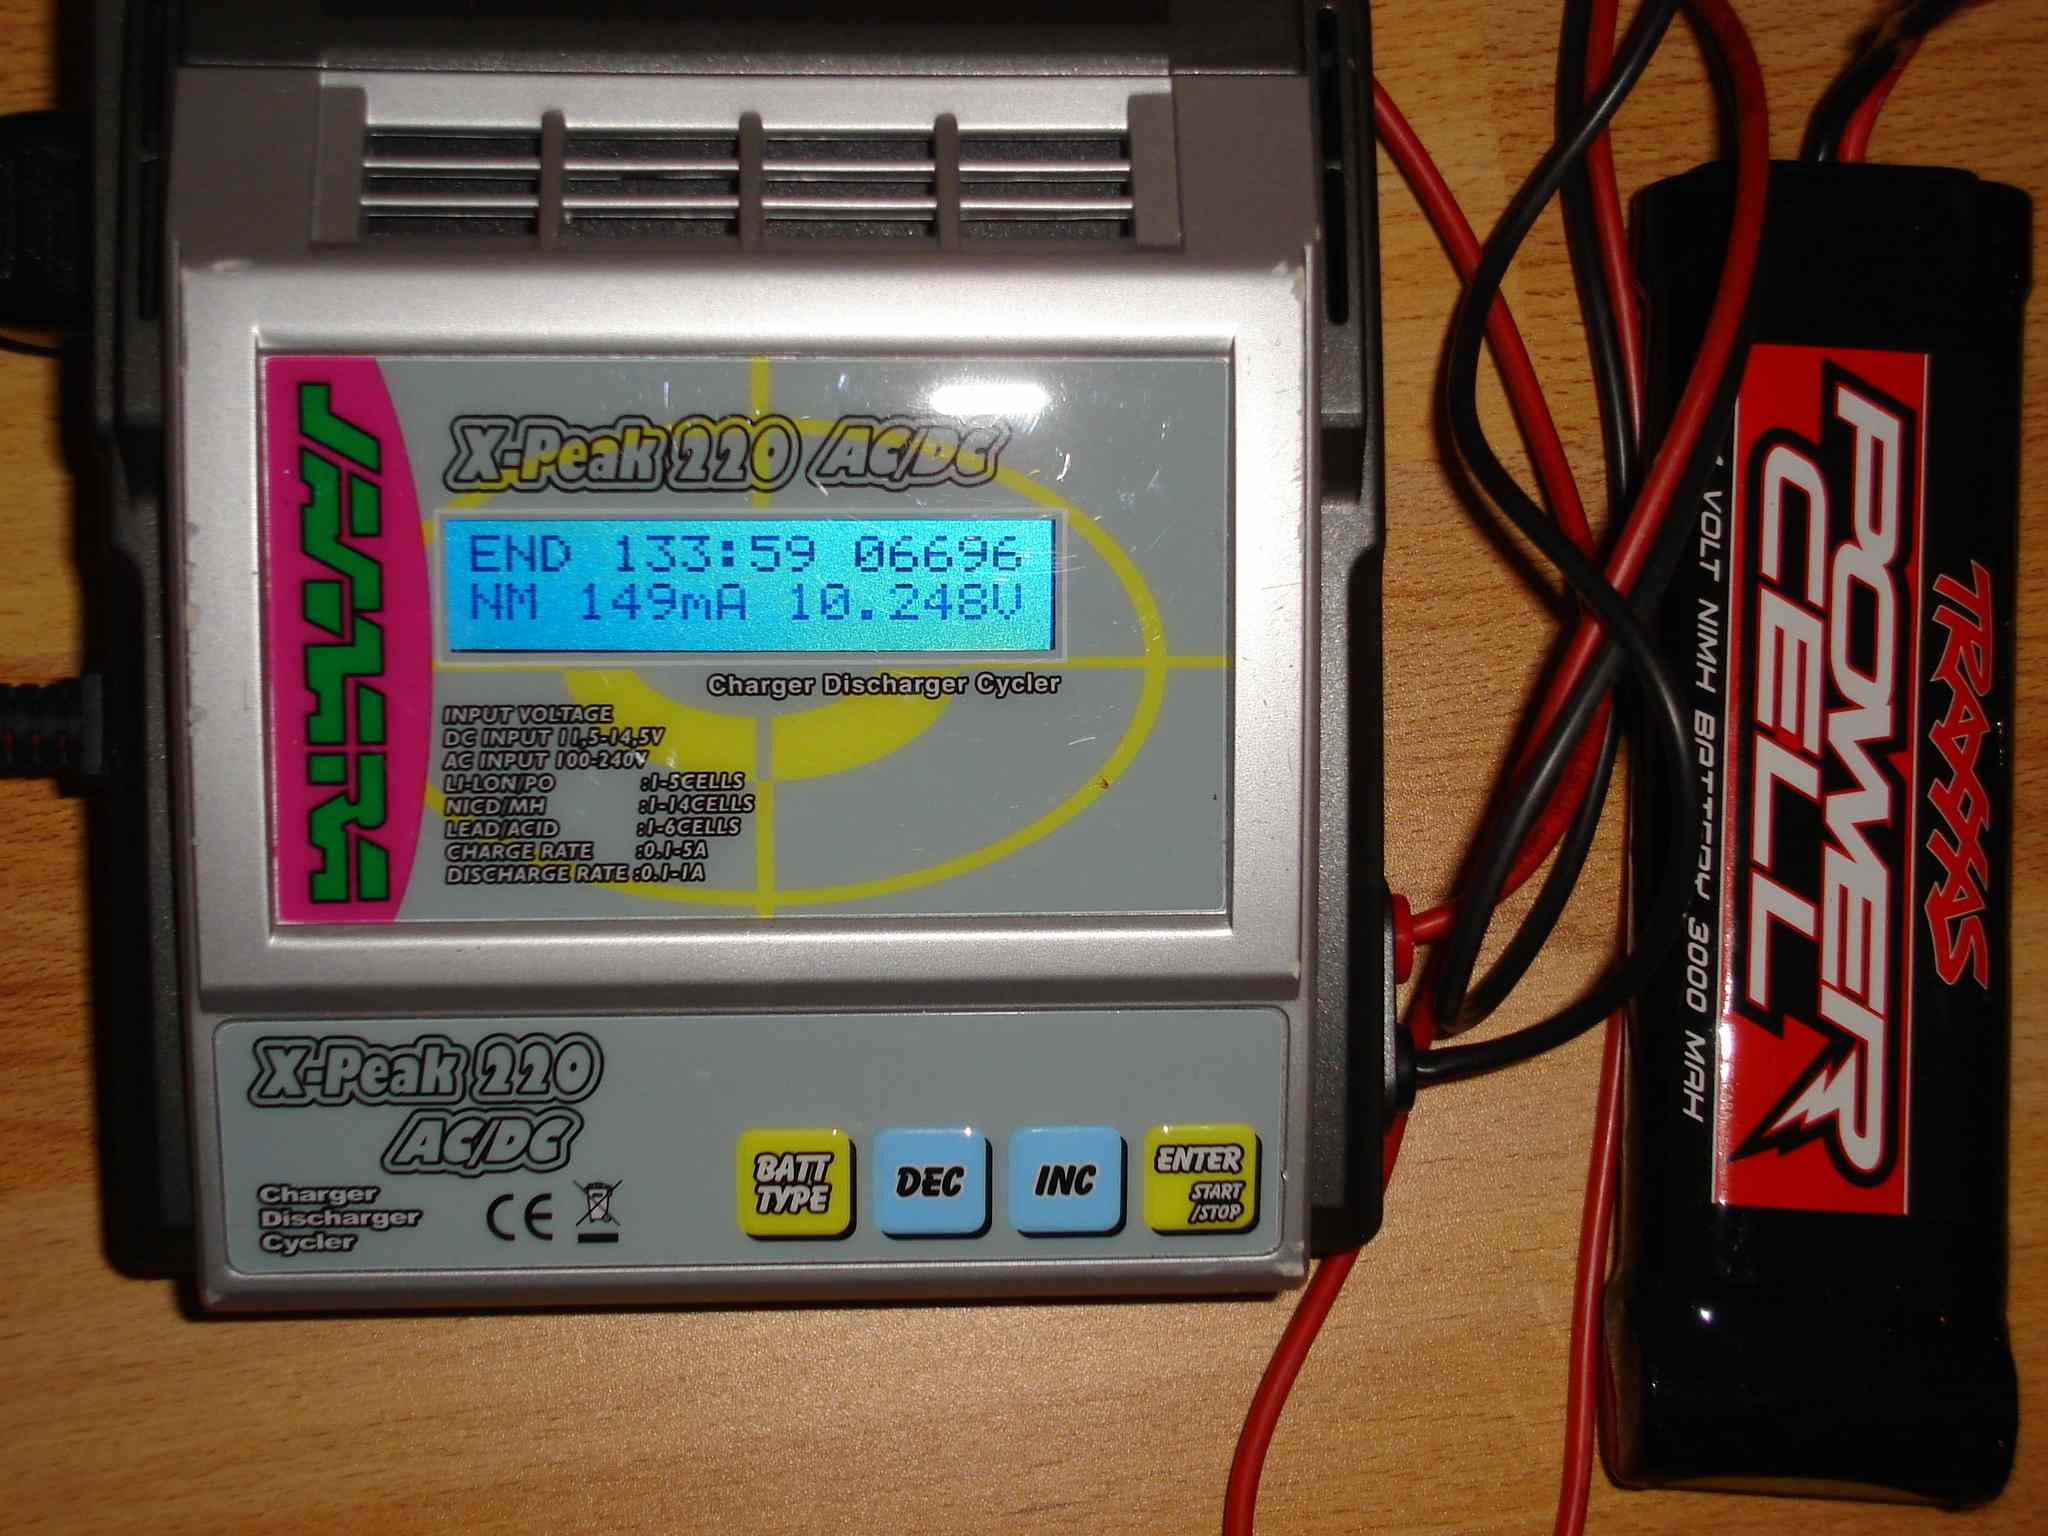 JAMARA
X-Peak 220 AC/DC
END 133:59 06696
NM 149mA 10.248V
Charger Discharger Cycler
INPUT VOLTAGE
DC INPUT 11,5-14,5V
AC INPUT 100-240V
LI-LON/PO :1-5CELLS
NICD/MH :1-14CELLS
LEAD/ACID :1-6CELLS
CHARGE RATE :0.1-5A
DISCHARGE RATE :0.1-1A
X-Peak 220
AC/DC
Charger
Discharger
Cycler
CE
BATT
TYPE
DEC
INC
ENTER
START
/STOP
TRAXXAS
POWER
CELL
VOLT NIMH BATTERY 3000 MAH